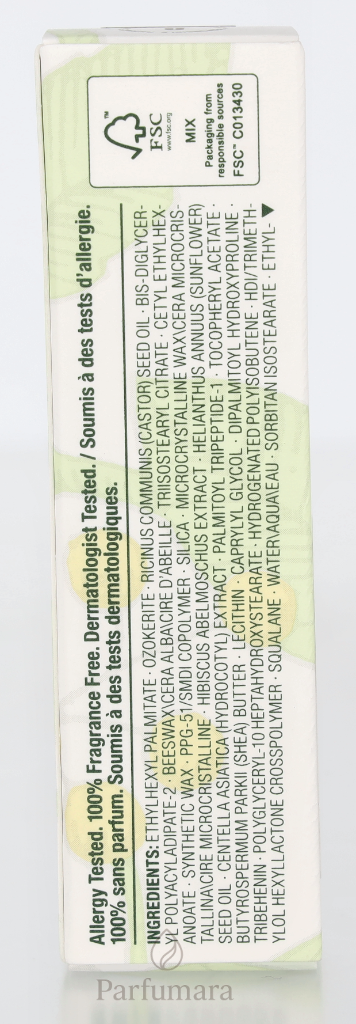 Allergy Tested. 100% Fragrance Free. Dermatologist Tested. / Soumis à des tests d'allergie.
100% sans parfum. Soumis à des tests dermatologiques.
INGREDIENTS: ETHYLHEXYL PALMITATE · OZOKERITE · RICINUS COMMUNIS (CASTOR) SEED OIL · BIS-DIGLYCER-
YL POLYACYLADIPATE-2 · BEESWAX\CERA ALBA\CIRE D'ABEILLE · TRIISOSTEARYL CITRATE · CETYL ETHYLHEX-
ANOATE · SYNTHETIC WAX · PPG-51/SMDI COPOLYMER · SILICA · MICROCRYSTALLINE WAX\CERA MICROCRIS-
TALLINA\CIRE MICROCRISTALLINE · HIBISCUS ABELMOSCHUS EXTRACT · HELIANTHUS ANNUUS (SUNFLOWER)
SEED OIL · CENTELLA ASIATICA (HYDROCOTYL) EXTRACT · PALMITOYL TRIPEPTIDE-1 · TOCOPHERYL ACETATE ·
BUTYROSPERMUM PARKII (SHEA) BUTTER · LECITHIN · CAPRYLYL GLYCOL · DIPALMITOYL HYDROXYPROLINE ·
TRIBEHENIN · POLYGLYCERYL-10 HEPTAHYDROXYSTEARATE · HYDROGENATED POLYISOBUTENE · HDI/TRIMETH-
YLOL HEXYLLACTONE CROSSPOLYMER · SQUALANE · WATER\AQUA\EAU · SORBITAN ISOSTEARATE · ETHYL-
FSC™
www.fsc.org
MIX
Packaging from
responsible sources
FSC™ C013430
Parfumara